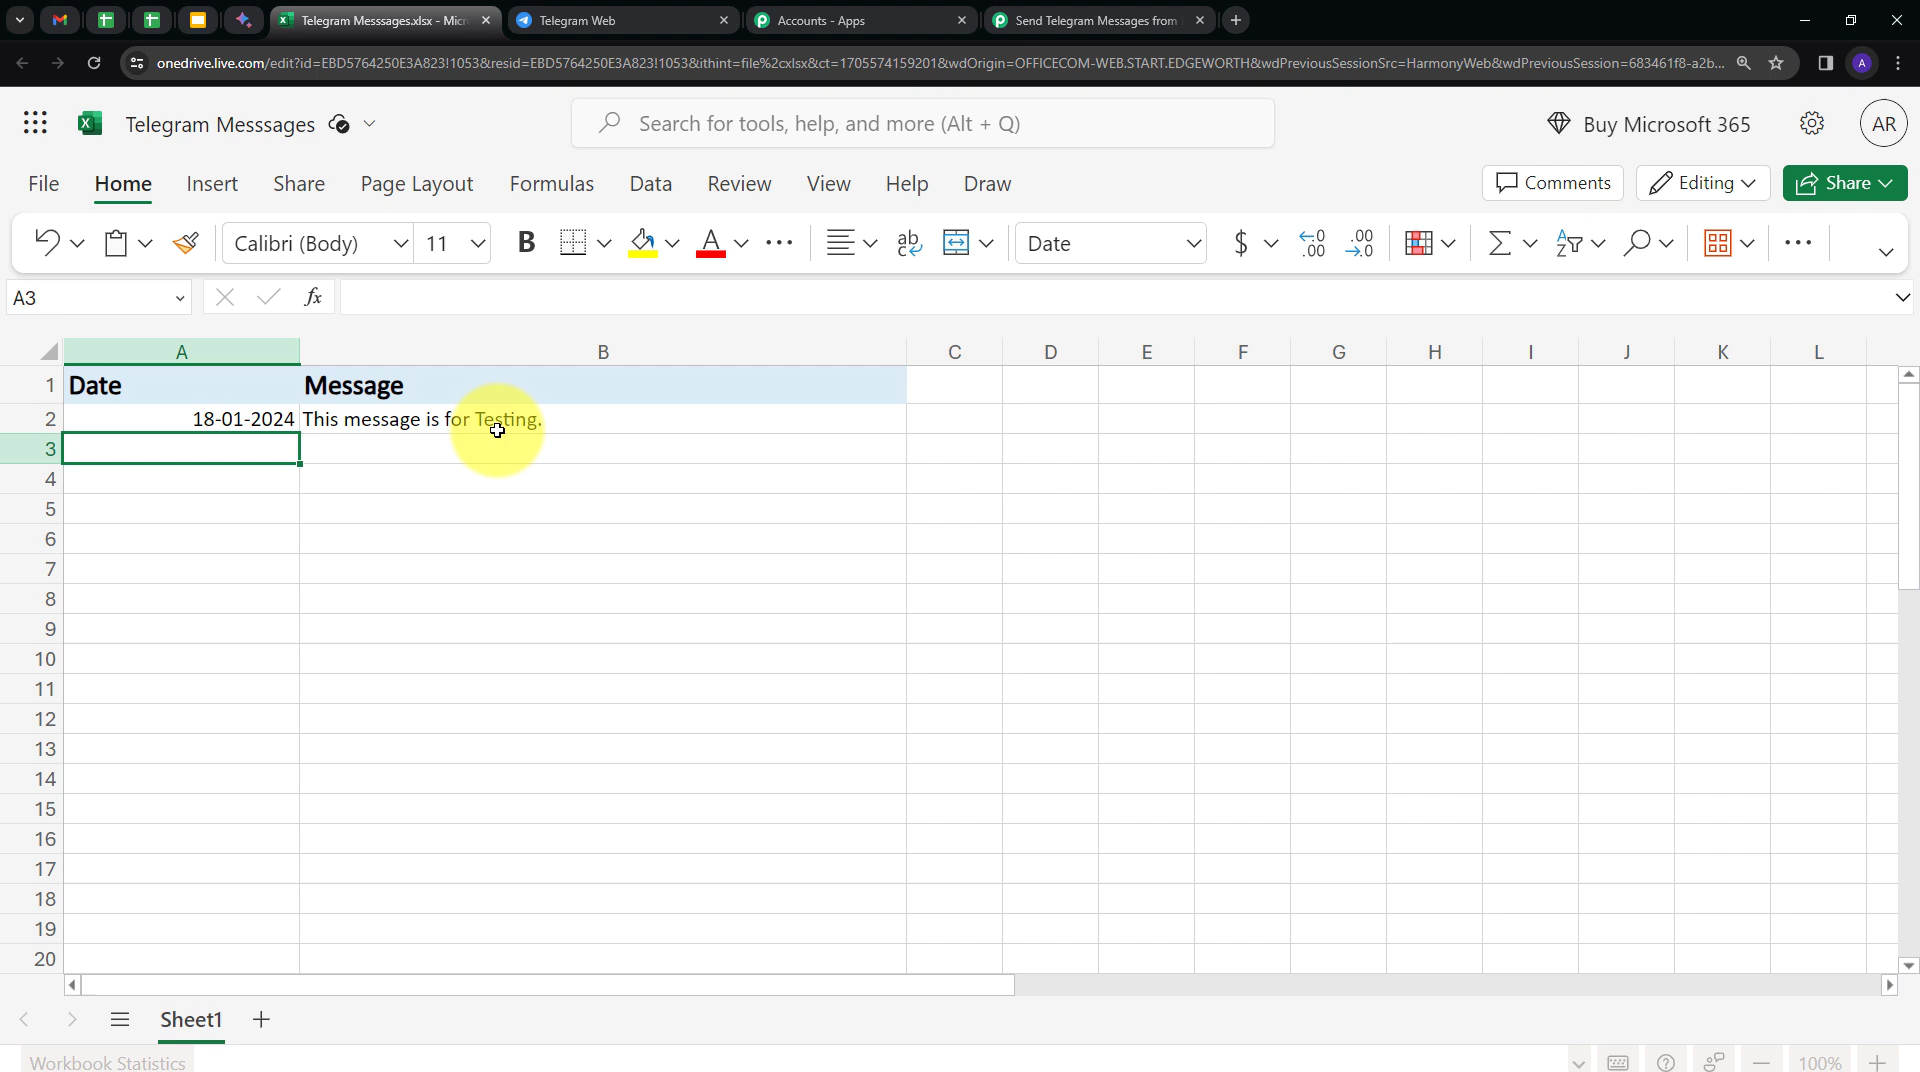 Telegram Messsages.xlsx - Micr
Telegram Web
Accounts - Apps
Send Telegram Messages from
onedrive.live.com/edit?id=EBD5764250E3A823!1053&resid=EBD5764250E3A823!1053&ithint=file%2cxlsx&ct=1705574159201&wdOrigin=OFFICECOM-WEB.START.EDGEWORTH&wdPreviousSessionSrc=HarmonyWeb&wdPreviousSession=683461f8-a2b...
A
Telegram Messsages
Search for tools, help, and more (Alt + Q)
Buy Microsoft 365
AR
File Home Insert Share Page Layout Formulas Data Review View Help Draw
Comments Editing Share
Calibri (Body) 11 B A ab Date $ .00 .00
A3 fx
A B C D E F G H I J K L
1 Date Message
2 18-01-2024 This message is for Testing.
3
4
5
6
7
8
9
10
11
12
13
14
15
16
17
18
19
20
Sheet1
Workbook Statistics 100%